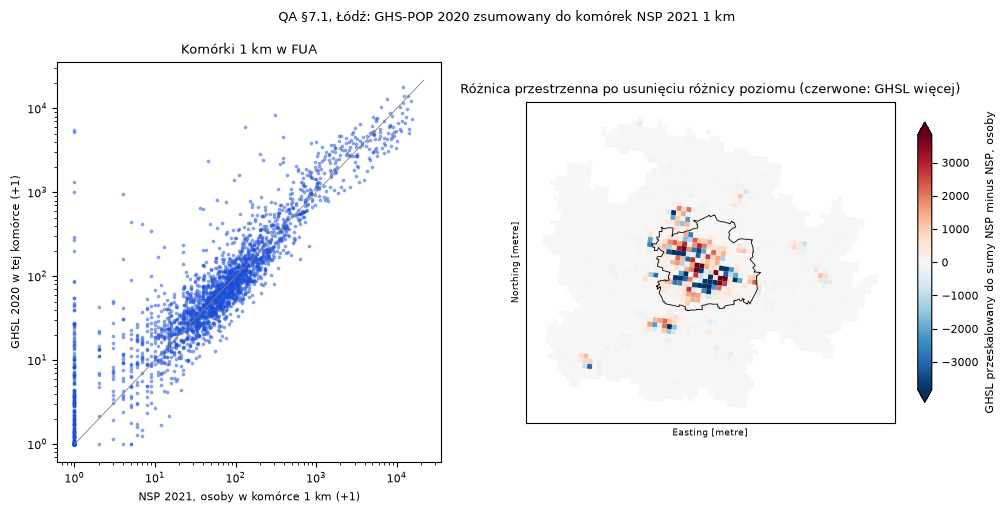 QA §7.1, Łódź: GHS-POP 2020 zsumowany do komórek NSP 2021 1 km
Komórki 1 km w FUA
GHSL 2020 w tej komórce (+1)
10⁴
10³
10²
10¹
10⁰
10⁰ 10¹ 10² 10³ 10⁴
NSP 2021, osoby w komórce 1 km (+1)
Różnica przestrzenna po usunięciu różnicy poziomu (czerwone: GHSL więcej)
Northing [metre]
Easting [metre]
3000
2000
1000
0
−1000
−2000
−3000
GHSL przeskalowany do sumy NSP minus NSP, osoby